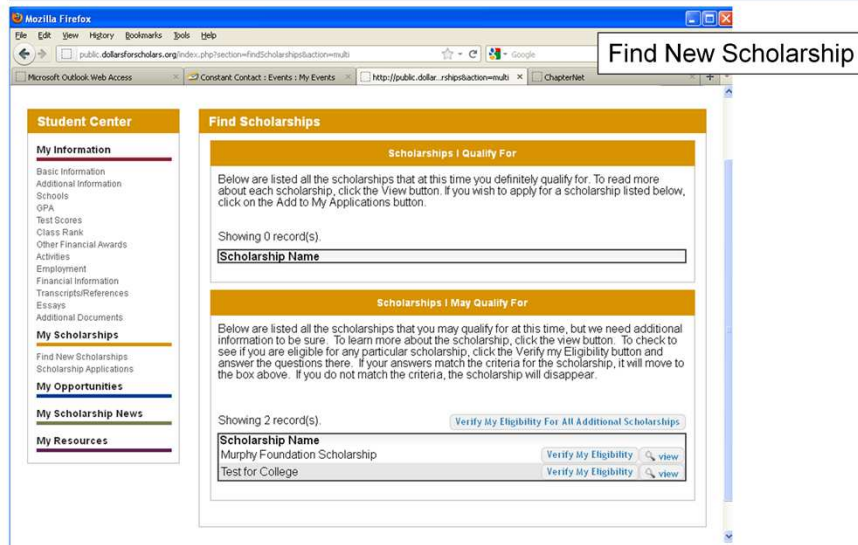 Mozilla Firefox
File Edit View History Bookmarks Tools Help
public.dollarsforscholars.org/index.php?section=findScholarships&action=multi
Google
Find New Scholarship
Microsoft Outlook Web Access
Constant Contact : Events : My Events
http://public.dollar...rships&action=multi
ChapterNet
Student Center
My Information
Basic Information
Additional Information
Schools
GPA
Test Scores
Class Rank
Other Financial Awards
Activities
Employment
Financial Information
Transcripts/References
Essays
Additional Documents
My Scholarships
Find New Scholarships
Scholarship Applications
My Opportunities
My Scholarship News
My Resources
Find Scholarships
Scholarships I Qualify For
Below are listed all the scholarships that at this time you definitely qualify for. To read more
about each scholarship, click the View button. If you wish to apply for a scholarship listed below,
click on the Add to My Applications button.
Showing 0 record(s).
Scholarship Name
Scholarships I May Qualify For
Below are listed all the scholarships that you may qualify for at this time, but we need additional
information to be sure. To learn more about the scholarship, click the view button. To check to
see if you are eligible for any particular scholarship, click the Verify my Eligibility button and
answer the questions there. If your answers match the criteria for the scholarship, it will move to
the box above. If you do not match the criteria, the scholarship will disappear.
Showing 2 record(s).
Verify My Eligibility For All Additional Scholarships
Scholarship Name
Murphy Foundation Scholarship Verify My Eligibility view
Test for College Verify My Eligibility view